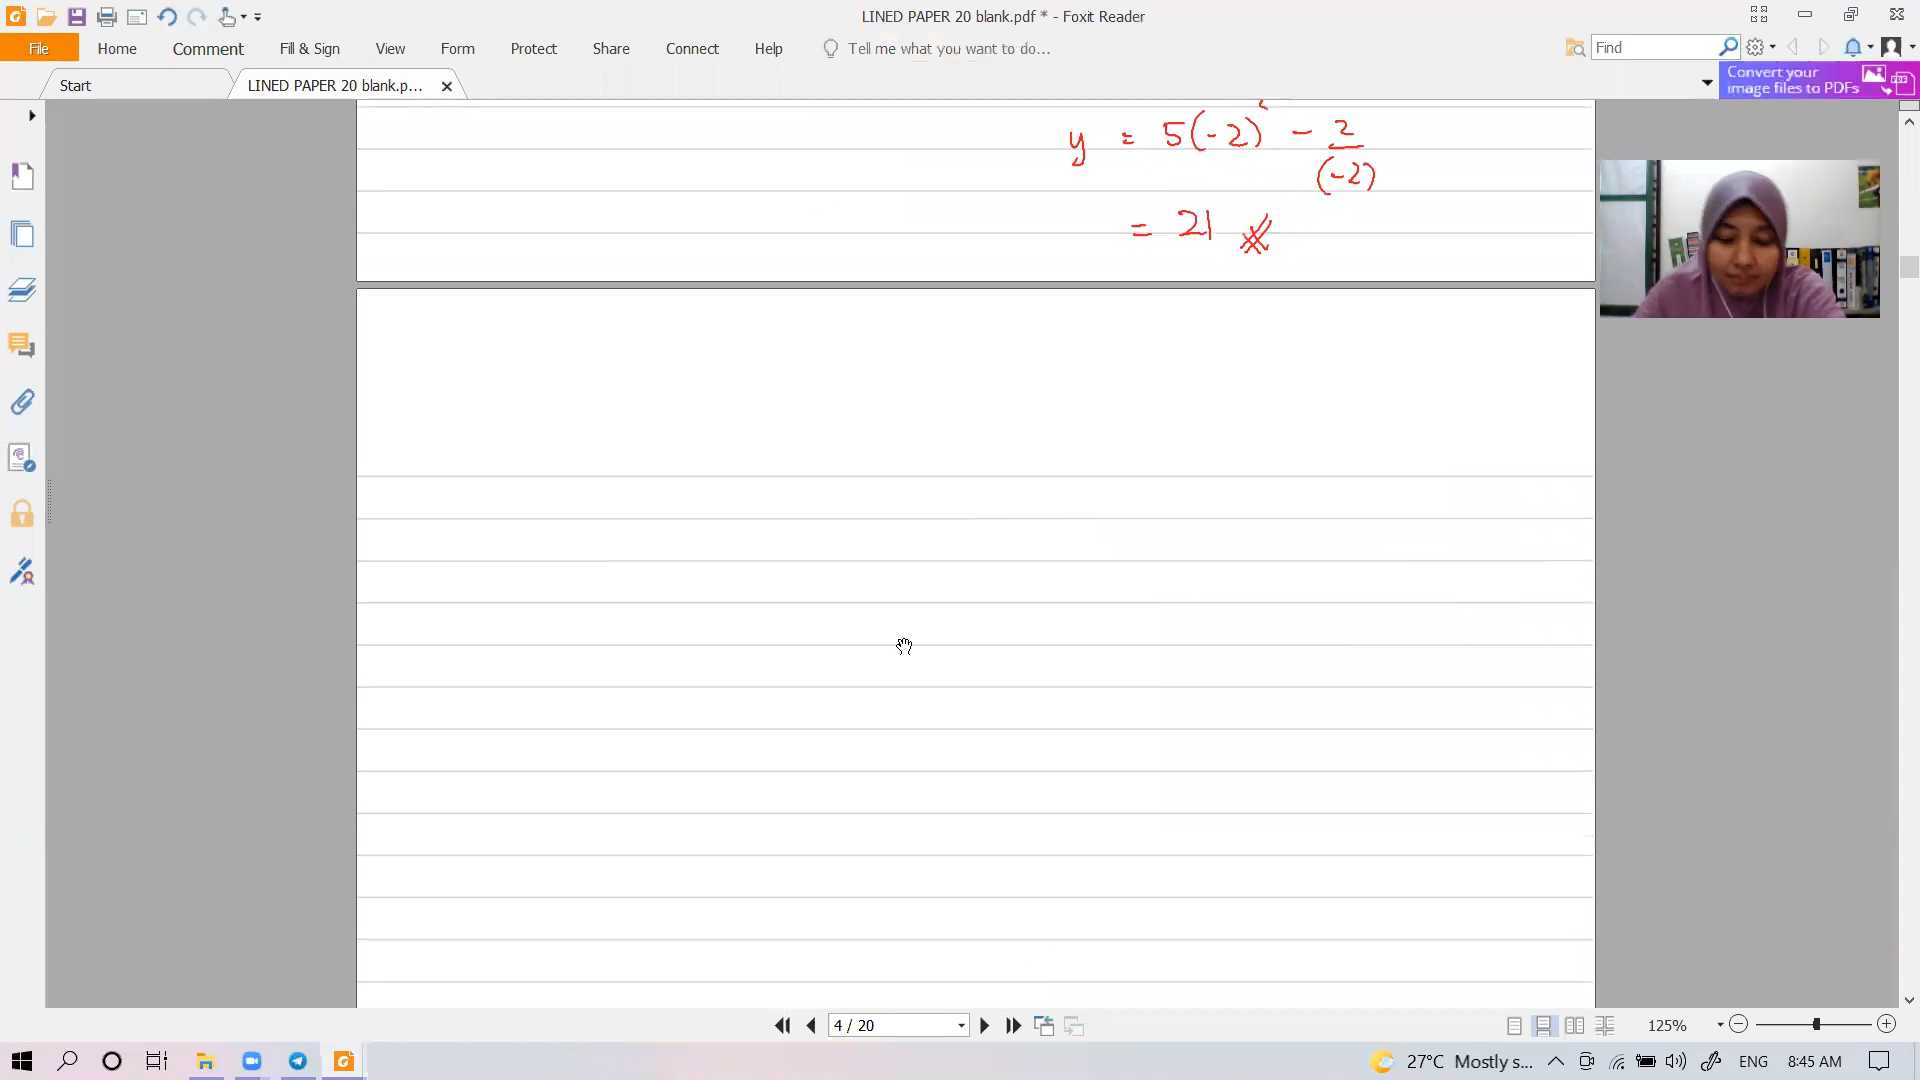 LINED PAPER 20 blank.pdf * - Foxit Reader
File Home Comment Fill & Sign View Form Protect Share Connect Help Tell me what you want to do... Find
Start LINED PAPER 20 blank.p... Convert your
image files to PDFs PDF
y = 5(-2)² - 2
(-2)
= 21
4 / 20 125%
27°C Mostly s... ENG 8:45 AM